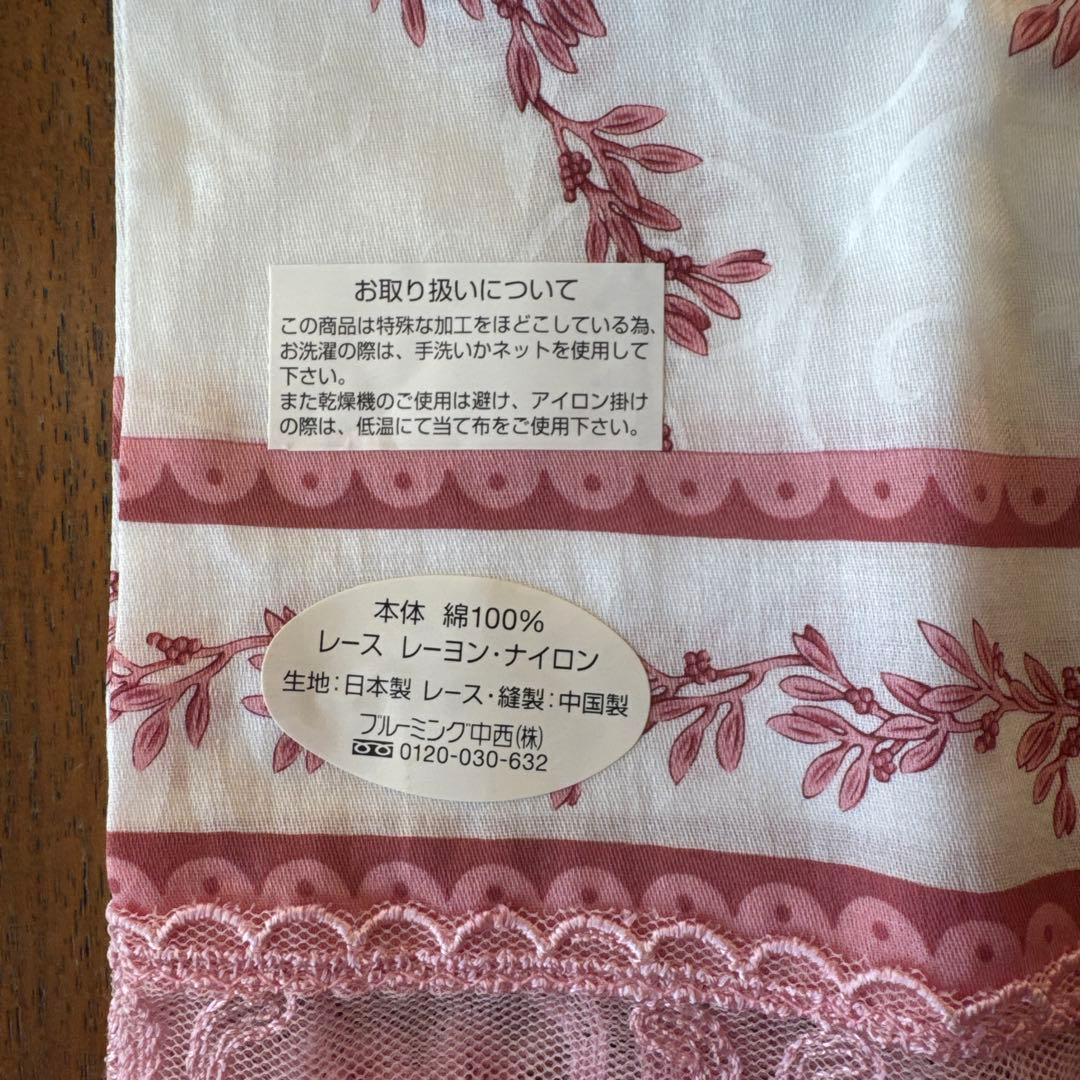 お取り扱いについて
この商品は特殊な加工をほどこしている為、
お洗濯の際は、手洗いかネットを使用して
下さい。
また乾燥機のご使用は避け、アイロン掛け
の際は、低温にて当て布をご使用下さい。
本体 綿100%
レース レーヨン・ナイロン
生地：日本製 レース・縫製：中国製
ブルーミング中西(株)
0120-030-632